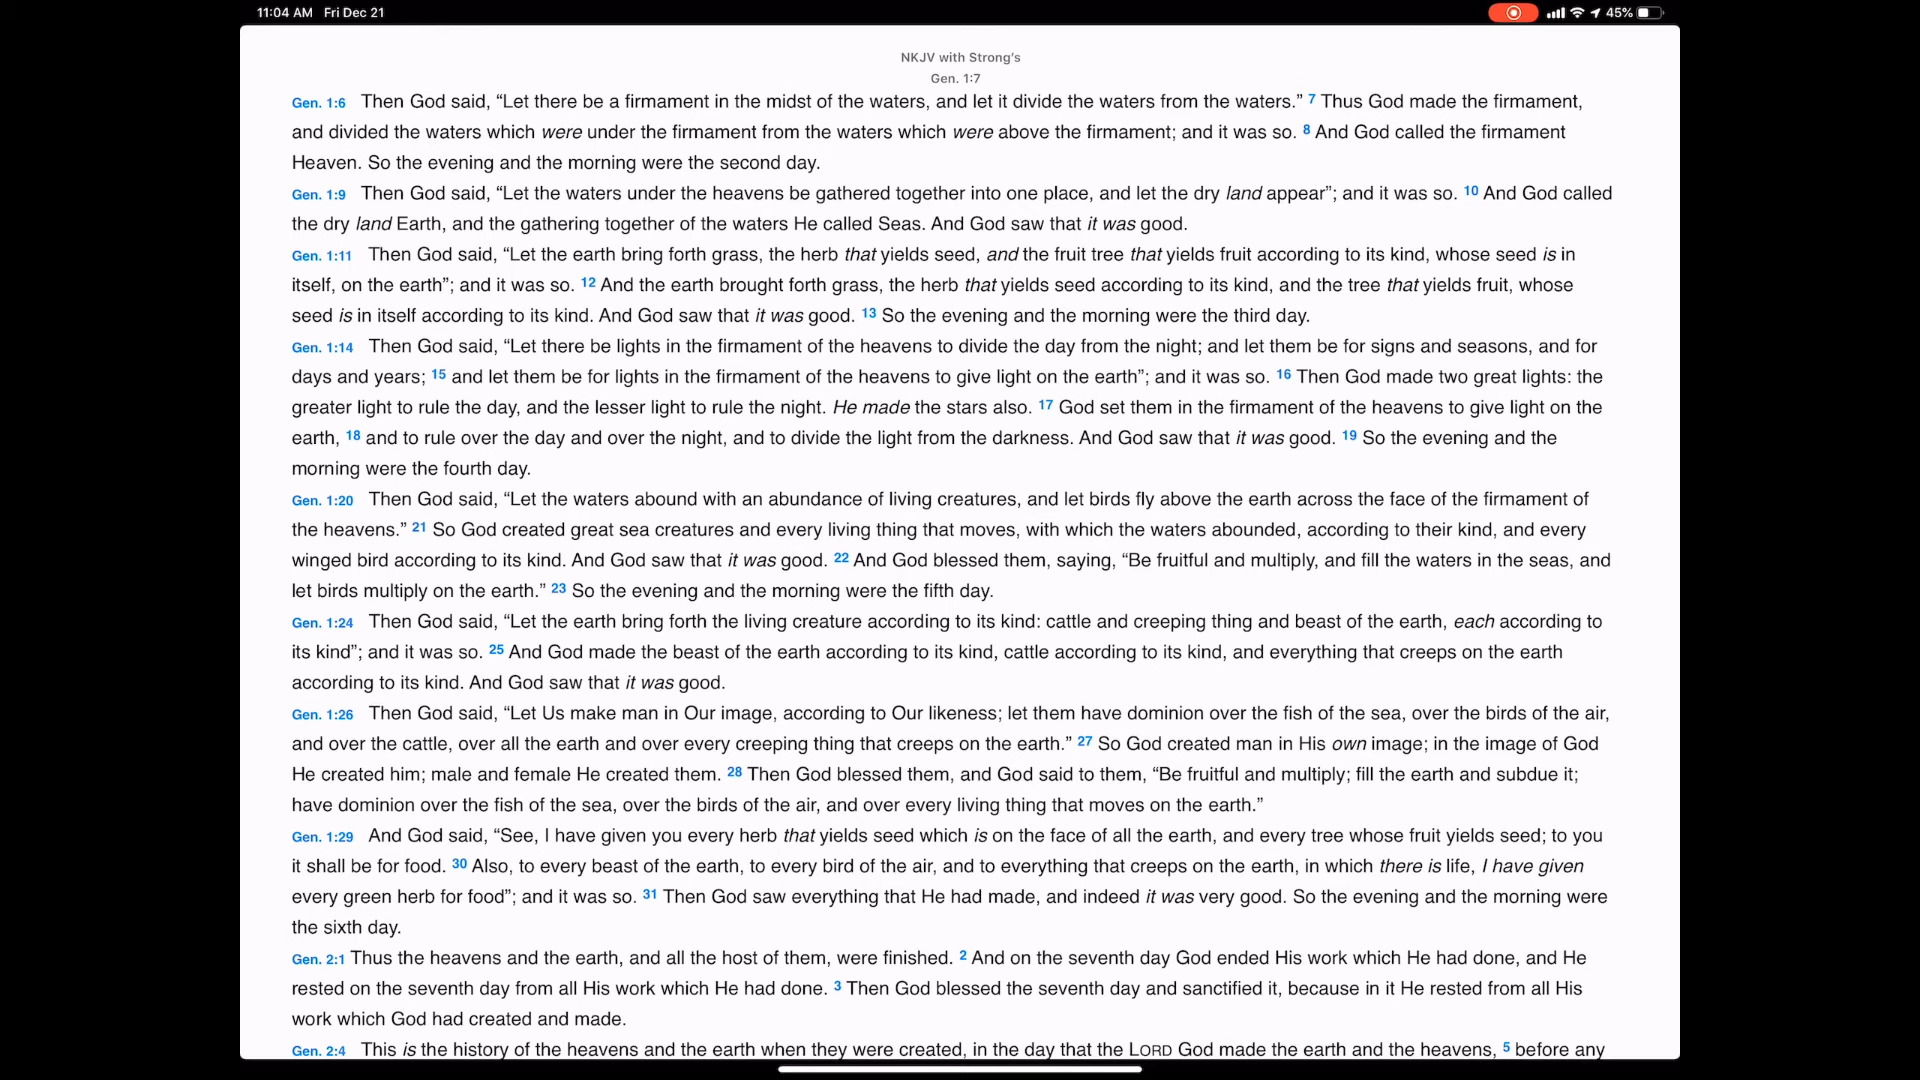 11:04 AM Fri Dec 21
45%
NKJV with Strong’s
Gen. 1:7
Gen. 1:6 Then God said, “Let there be a firmament in the midst of the waters, and let it divide the waters from the waters.” 7 Thus God made the firmament,
and divided the waters which were under the firmament from the waters which were above the firmament; and it was so. 8 And God called the firmament
Heaven. So the evening and the morning were the second day.
Gen. 1:9 Then God said, “Let the waters under the heavens be gathered together into one place, and let the dry land appear”; and it was so. 10 And God called
the dry land Earth, and the gathering together of the waters He called Seas. And God saw that it was good.
Gen. 1:11 Then God said, “Let the earth bring forth grass, the herb that yields seed, and the fruit tree that yields fruit according to its kind, whose seed is in
itself, on the earth”; and it was so. 12 And the earth brought forth grass, the herb that yields seed according to its kind, and the tree that yields fruit, whose
seed is in itself according to its kind. And God saw that it was good. 13 So the evening and the morning were the third day.
Gen. 1:14 Then God said, “Let there be lights in the firmament of the heavens to divide the day from the night; and let them be for signs and seasons, and for
days and years; 15 and let them be for lights in the firmament of the heavens to give light on the earth”; and it was so. 16 Then God made two great lights: the
greater light to rule the day, and the lesser light to rule the night. He made the stars also. 17 God set them in the firmament of the heavens to give light on the
earth, 18 and to rule over the day and over the night, and to divide the light from the darkness. And God saw that it was good. 19 So the evening and the
morning were the fourth day.
Gen. 1:20 Then God said, “Let the waters abound with an abundance of living creatures, and let birds fly above the earth across the face of the firmament of
the heavens.” 21 So God created great sea creatures and every living thing that moves, with which the waters abounded, according to their kind, and every
winged bird according to its kind. And God saw that it was good. 22 And God blessed them, saying, “Be fruitful and multiply, and fill the waters in the seas, and
let birds multiply on the earth.” 23 So the evening and the morning were the fifth day.
Gen. 1:24 Then God said, “Let the earth bring forth the living creature according to its kind: cattle and creeping thing and beast of the earth, each according to
its kind”; and it was so. 25 And God made the beast of the earth according to its kind, cattle according to its kind, and everything that creeps on the earth
according to its kind. And God saw that it was good.
Gen. 1:26 Then God said, “Let Us make man in Our image, according to Our likeness; let them have dominion over the fish of the sea, over the birds of the air,
and over the cattle, over all the earth and over every creeping thing that creeps on the earth.” 27 So God created man in His own image; in the image of God
He created him; male and female He created them. 28 Then God blessed them, and God said to them, “Be fruitful and multiply; fill the earth and subdue it;
have dominion over the fish of the sea, over the birds of the air, and over every living thing that moves on the earth.”
Gen. 1:29 And God said, “See, I have given you every herb that yields seed which is on the face of all the earth, and every tree whose fruit yields seed; to you
it shall be for food. 30 Also, to every beast of the earth, to every bird of the air, and to everything that creeps on the earth, in which there is life, I have given
every green herb for food”; and it was so. 31 Then God saw everything that He had made, and indeed it was very good. So the evening and the morning were
the sixth day.
Gen. 2:1 Thus the heavens and the earth, and all the host of them, were finished. 2 And on the seventh day God ended His work which He had done, and He
rested on the seventh day from all His work which He had done. 3 Then God blessed the seventh day and sanctified it, because in it He rested from all His
work which God had created and made.
Gen. 2:4 This is the history of the heavens and the earth when they were created, in the day that the LORD God made the earth and the heavens, 5 before any